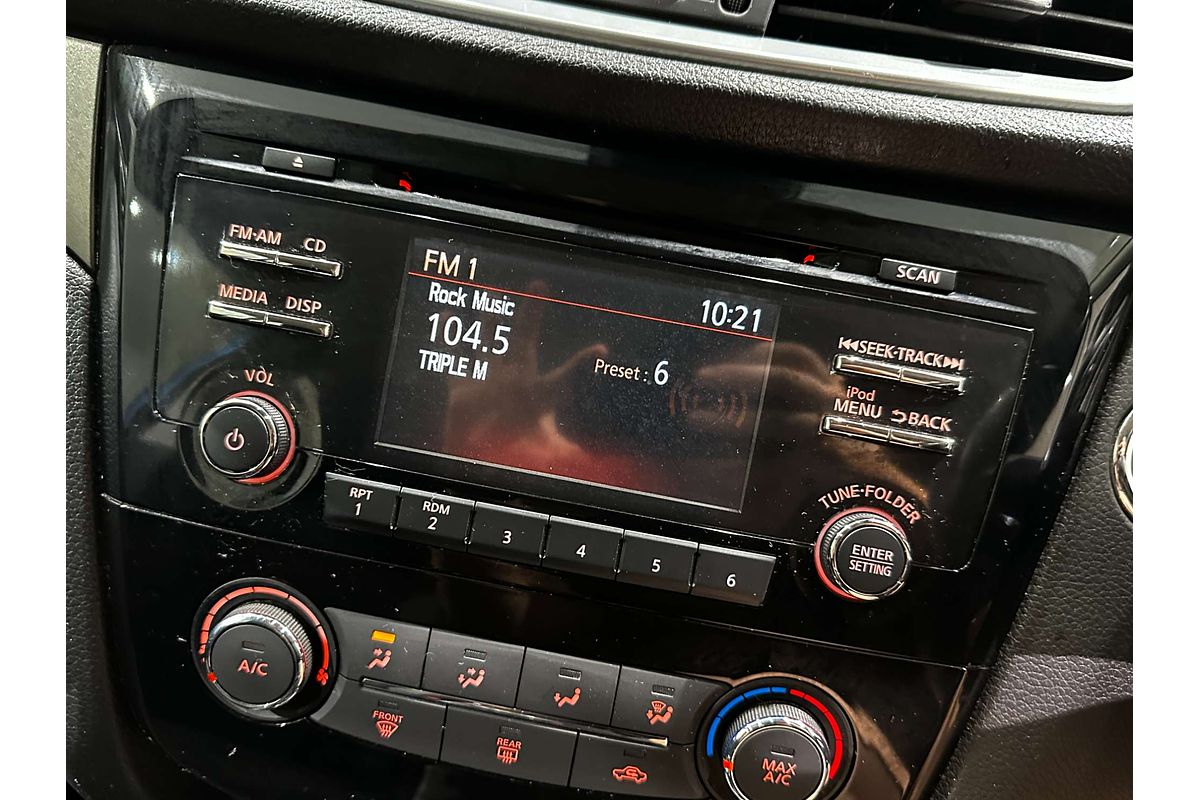 FM·AM CD
SCAN
MEDIA DISP
FM 1
10:21
Rock Music
104.5
TRIPLE M
Preset : 6
SEEK·TRACK
iPod
MENU BACK
VOL
TUNE·FOLDER
ENTER
SETTING
RPT
1
RDM
2
3
4
5
6
A/C
FRONT
REAR
MAX
A/C